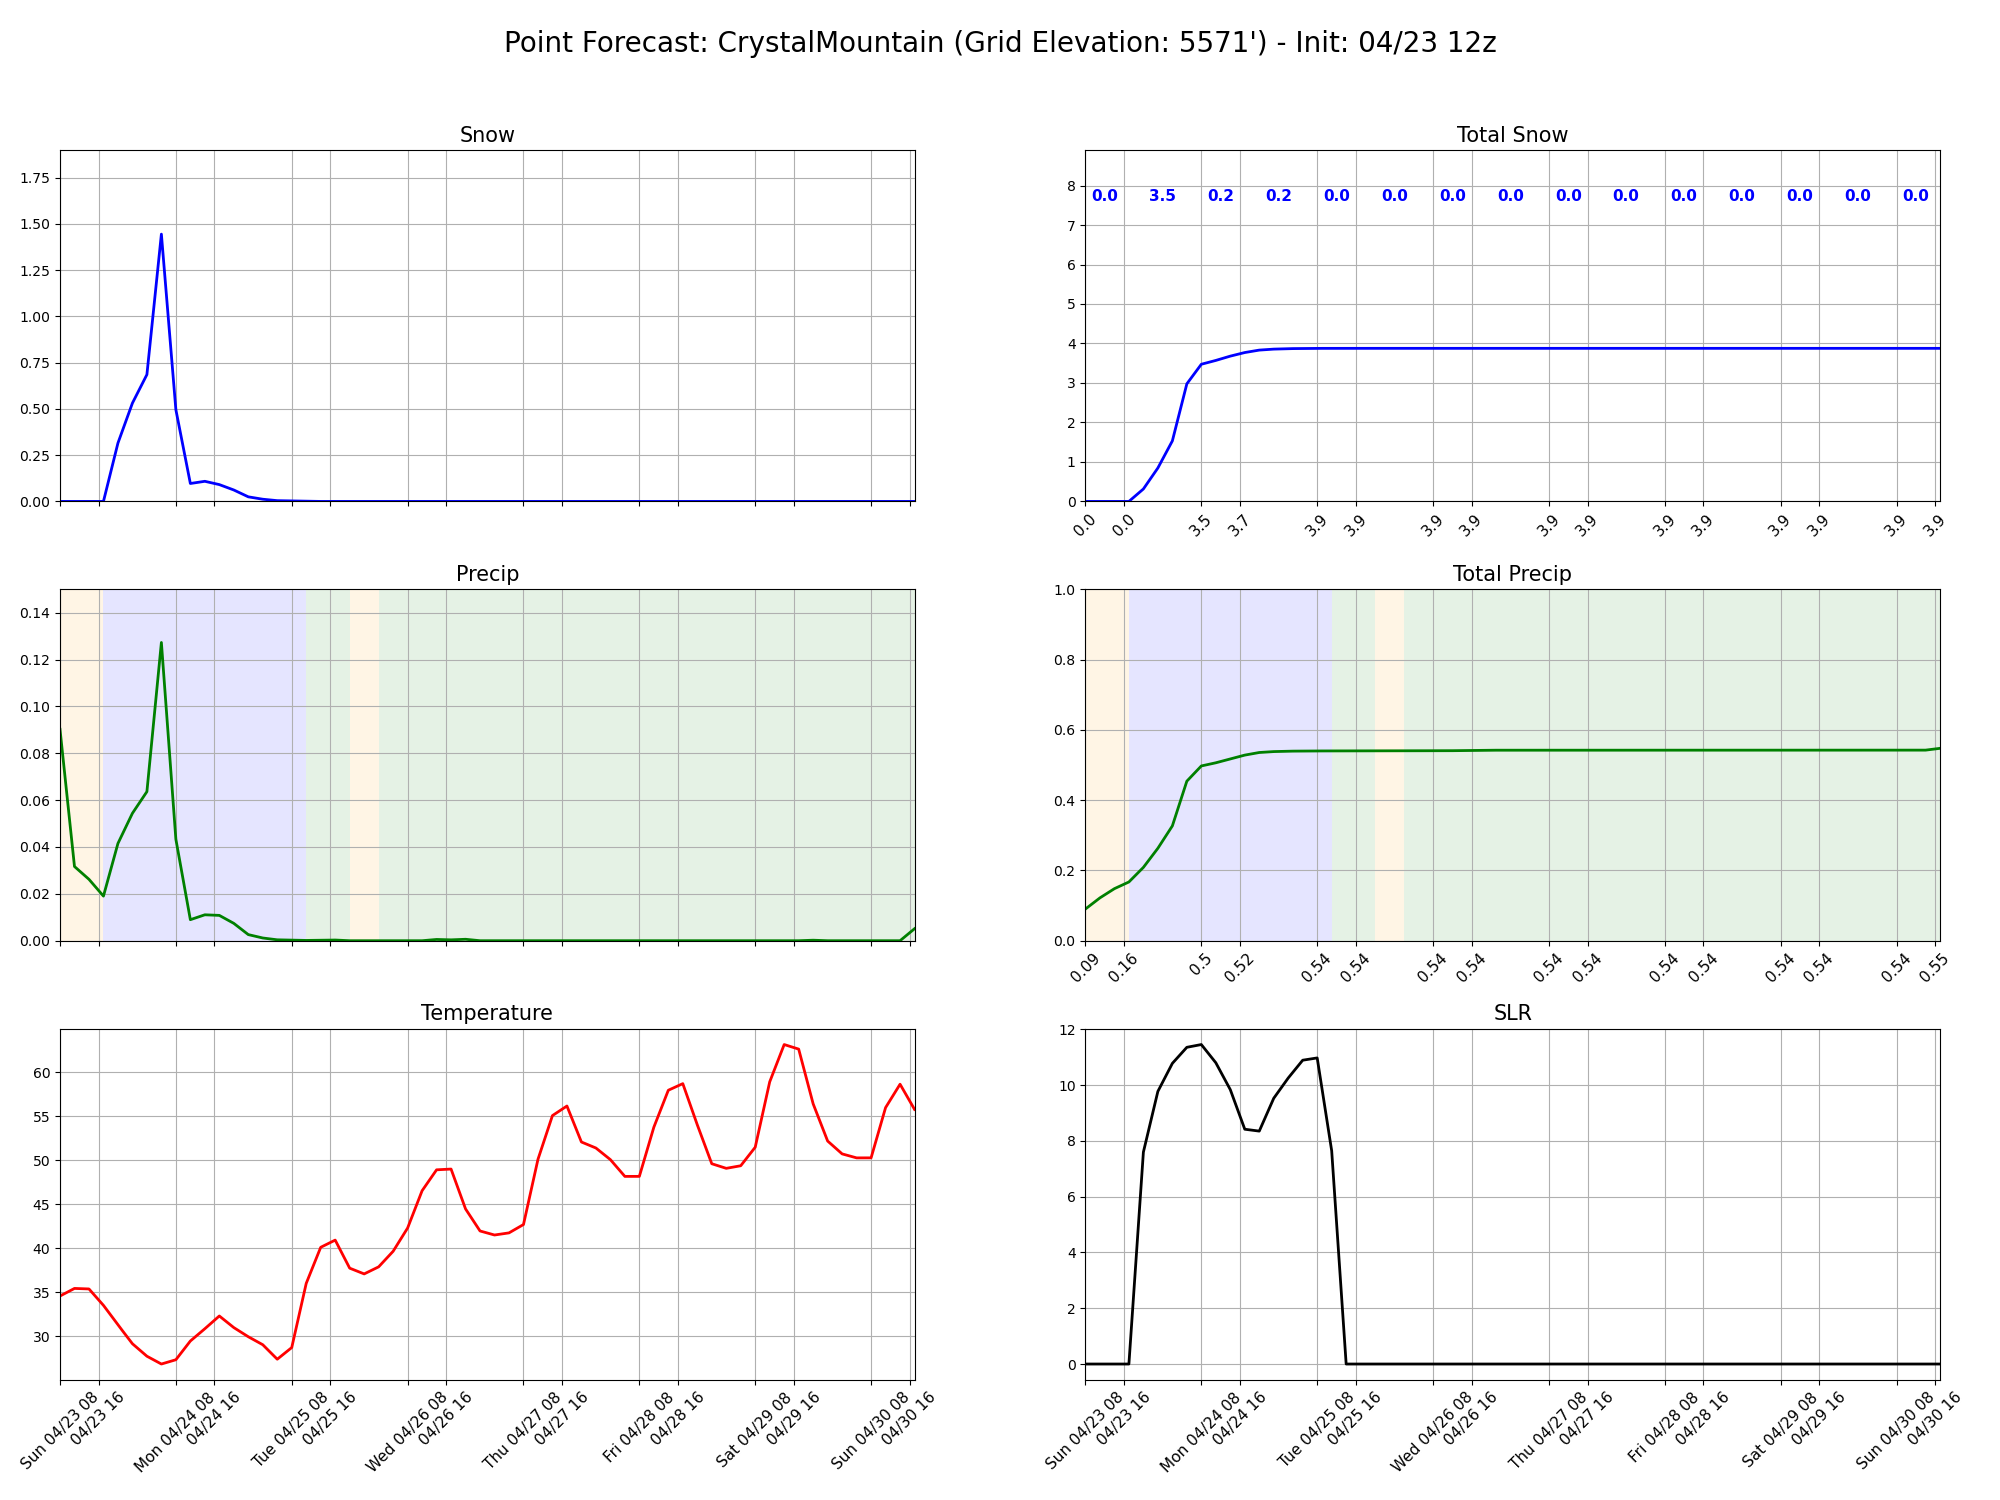 Point Forecast: CrystalMountain (Grid Elevation: 5571') - Init: 04/23 12z
Snow
1.75
1.50
1.25
1.00
0.75
0.50
0.25
0.00
Total Snow
8
7
6
5
4
3
2
1
0
0.0 3.5 0.2 0.2 0.0 0.0 0.0 0.0 0.0 0.0 0.0 0.0 0.0 0.0 0.0
0.0 0.0 3.5 3.7 3.9 3.9 3.9 3.9 3.9 3.9 3.9 3.9 3.9 3.9 3.9 3.9
Precip
0.14
0.12
0.10
0.08
0.06
0.04
0.02
0.00
Total Precip
1.0
0.8
0.6
0.4
0.2
0.0
0.09 0.16 0.5 0.52 0.54 0.54 0.54 0.54 0.54 0.54 0.54 0.54 0.54 0.54 0.54 0.55
Temperature
60
55
50
45
40
35
30
Sun 04/23 08
04/23 16
Mon 04/24 08
04/24 16
Tue 04/25 08
04/25 16
Wed 04/26 08
04/26 16
Thu 04/27 08
04/27 16
Fri 04/28 08
04/28 16
Sat 04/29 08
04/29 16
Sun 04/30 08
04/30 16
SLR
12
10
8
6
4
2
0
Sun 04/23 08
04/23 16
Mon 04/24 08
04/24 16
Tue 04/25 08
04/25 16
Wed 04/26 08
04/26 16
Thu 04/27 08
04/27 16
Fri 04/28 08
04/28 16
Sat 04/29 08
04/29 16
Sun 04/30 08
04/30 16